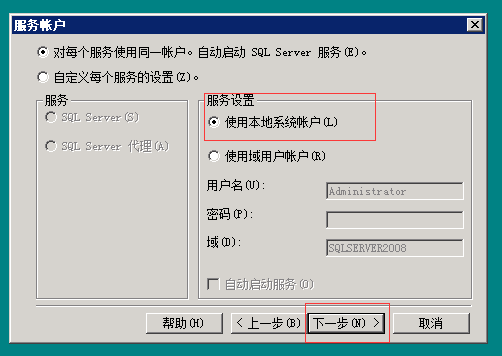 服务帐户
对每个服务使用同一帐户。自动启动 SQL Server 服务(E)。
自定义每个服务的设置(Z)。
服务
SQL Server(S)
SQL Server 代理(A)
服务设置
使用本地系统帐户(L)
使用域用户帐户(R)
用户名(U):
Administrator
密码(P):
域(D):
SQLSERVER2008
自动启动服务(O)
帮助(H)
< 上一步(B)
下一步(N) >
取消